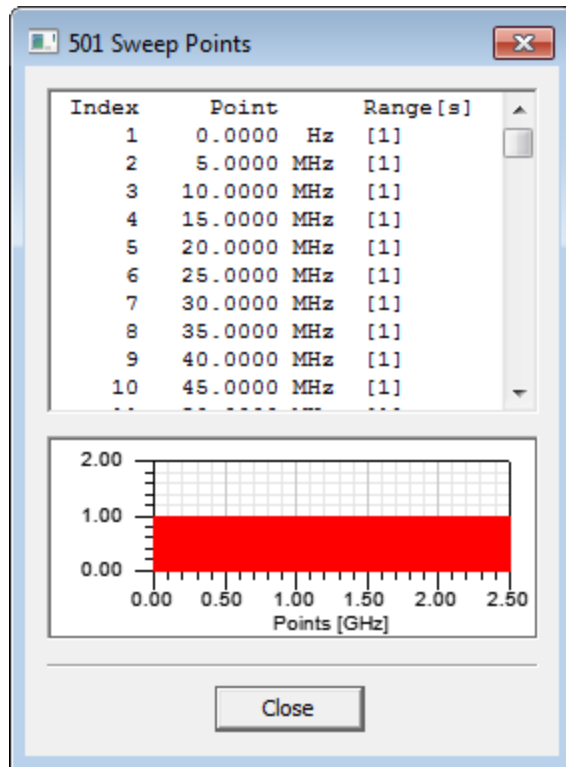 501 Sweep Points
Index Point Range[s]
1 0.0000 Hz [1]
2 5.0000 MHz [1]
3 10.0000 MHz [1]
4 15.0000 MHz [1]
5 20.0000 MHz [1]
6 25.0000 MHz [1]
7 30.0000 MHz [1]
8 35.0000 MHz [1]
9 40.0000 MHz [1]
10 45.0000 MHz [1]
2.00
1.00
0.00
0.00 0.50 1.00 1.50 2.00 2.50
Points [GHz]
Close